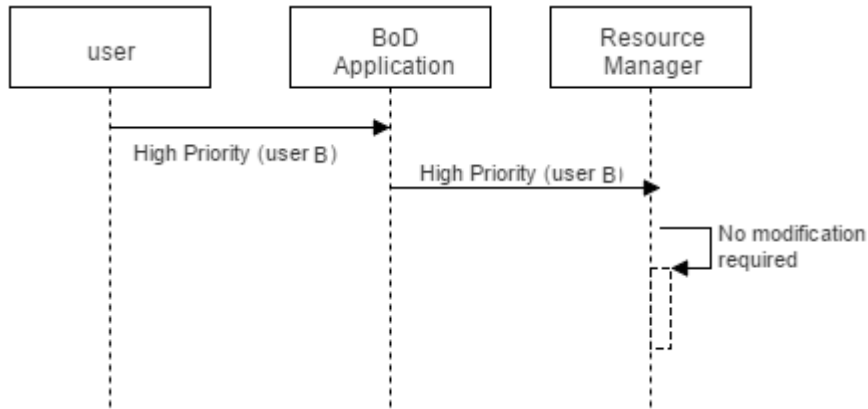 user
BoD
Application
Resource
Manager
High Priority (user B)
High Priority (user B)
No modification
required